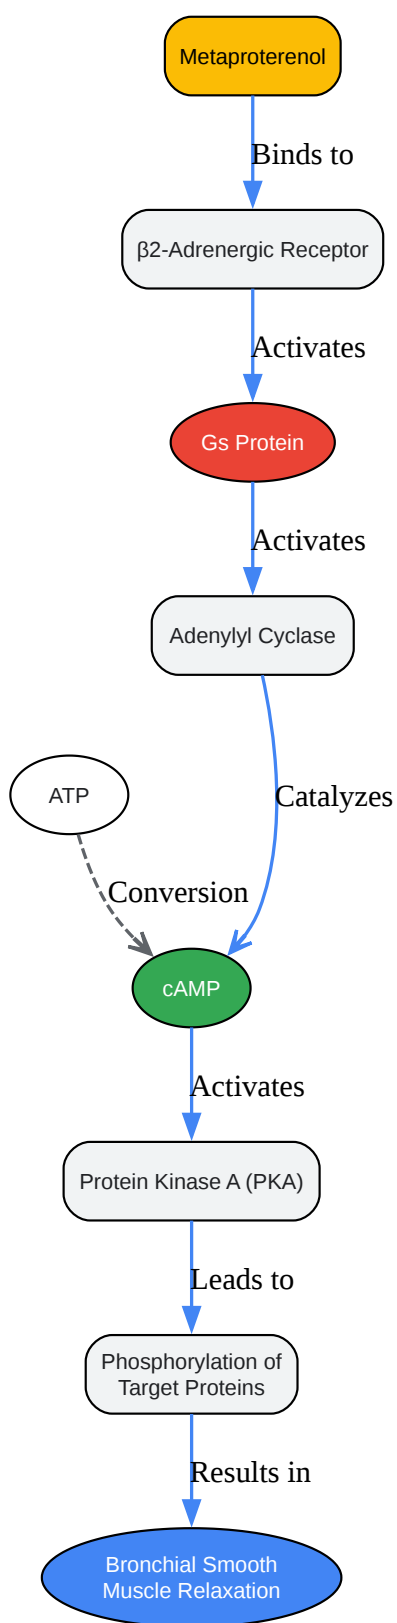 Metaproterenol
Binds to
β2-Adrenergic Receptor
Activates
Gs Protein
Activates
Adenylyl Cyclase
ATP
Catalyzes
Conversion
cAMP
Activates
Protein Kinase A (PKA)
Leads to
Phosphorylation of
Target Proteins
Results in
Bronchial Smooth
Muscle Relaxation